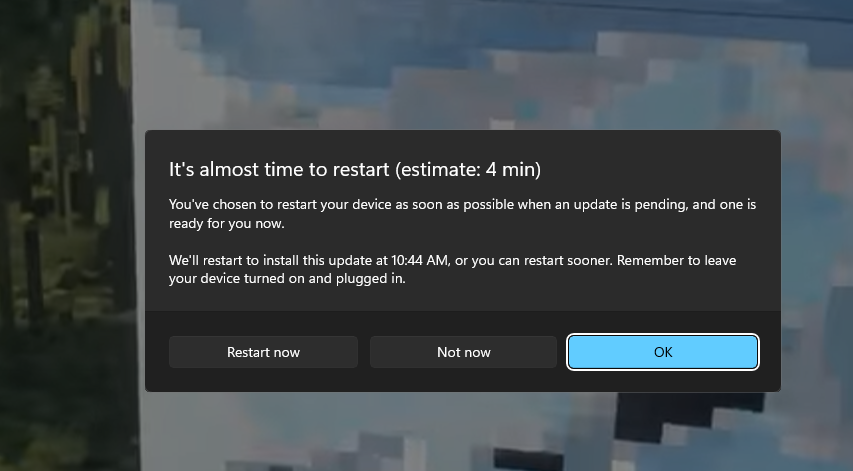 It's almost time to restart (estimate: 4 min)
You've chosen to restart your device as soon as possible when an update is pending, and one is
ready for you now.
We'll restart to install this update at 10:44 AM, or you can restart sooner. Remember to leave
your device turned on and plugged in.
Restart now
Not now
OK